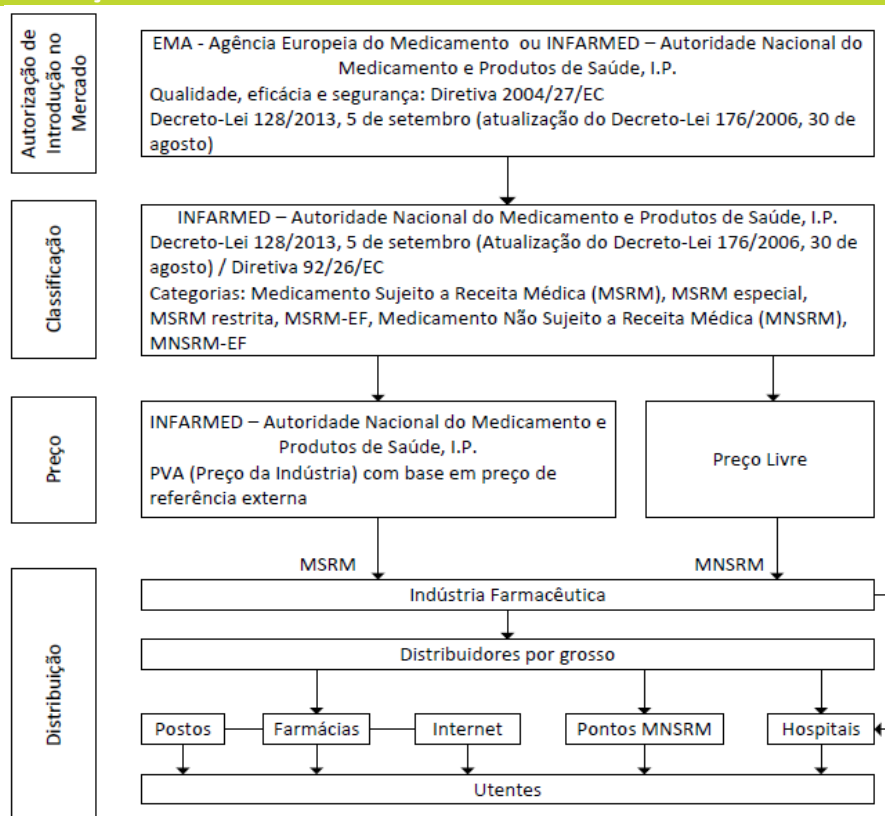 Autorização de
Introdução no
Mercado
EMA - Agência Europeia do Medicamento ou INFARMED – Autoridade Nacional do
Medicamento e Produtos de Saúde, I.P.
Qualidade, eficácia e segurança: Diretiva 2004/27/EC
Decreto-Lei 128/2013, 5 de setembro (atualização do Decreto-Lei 176/2006, 30 de
agosto)
Classificação
INFARMED – Autoridade Nacional do Medicamento e Produtos de Saúde, I.P.
Decreto-Lei 128/2013, 5 de setembro (Atualização do Decreto-Lei 176/2006, 30 de
agosto) / Diretiva 92/26/EC
Categorias: Medicamento Sujeito a Receita Médica (MSRM), MSRM especial,
MSRM restrita, MSRM-EF, Medicamento Não Sujeito a Receita Médica (MNSRM),
MNSRM-EF
Preço
INFARMED – Autoridade Nacional do Medicamento e
Produtos de Saúde, I.P.
PVA (Preço da Indústria) com base em preço de
referência externa
Preço Livre
MSRM
MNSRM
Distribuição
Indústria Farmacêutica
Distribuidores por grosso
Postos
Farmácias
Internet
Pontos MNSRM
Hospitais
Utentes